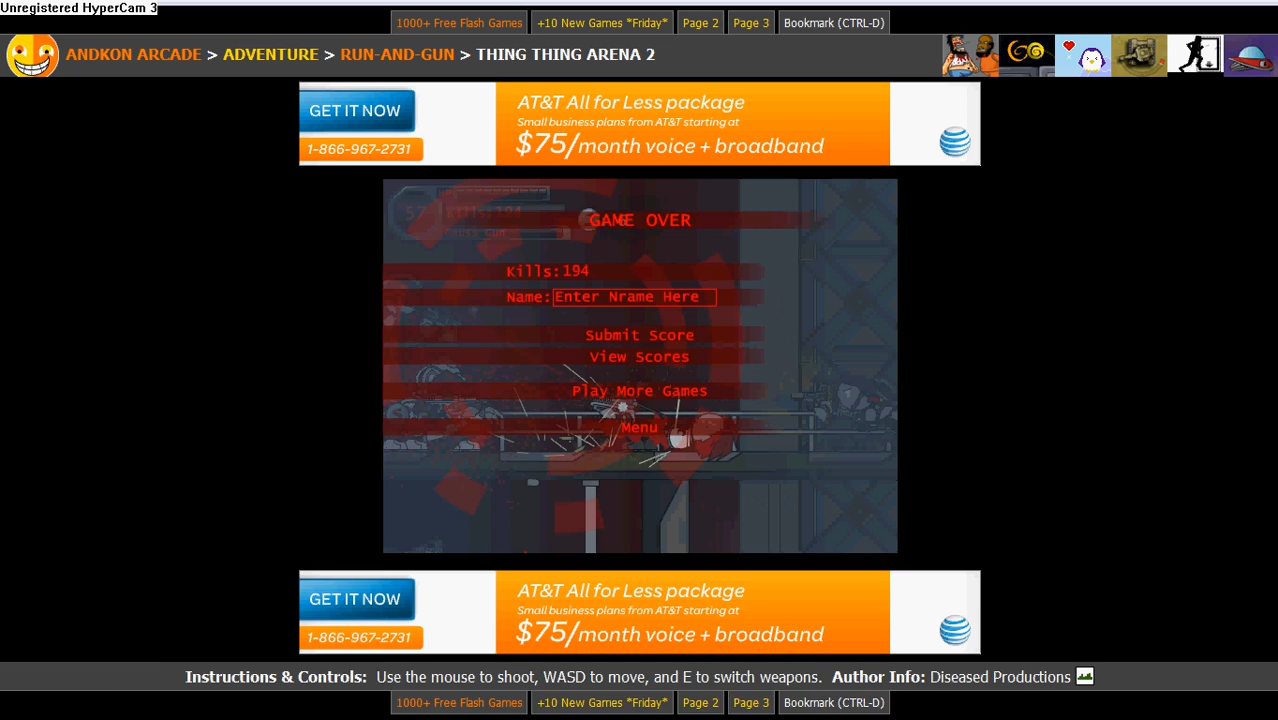 Unregistered HyperCam 3
1000+ Free Flash Games +10 New Games *Friday* Page 2 Page 3 Bookmark (CTRL-D)
ANDKON ARCADE > ADVENTURE > RUN-AND-GUN > THING THING ARENA 2
GET IT NOW
1-866-967-2731
AT&T All for Less package
Small business plans from AT&T starting at
$75/month voice + broadband
57 Kills:194
GAME OVER
Kills:194
Name:Enter Nrame Here
Submit Score
View Scores
Play More Games
Menu
GET IT NOW
1-866-967-2731
AT&T All for Less package
Small business plans from AT&T starting at
$75/month voice + broadband
Instructions & Controls: Use the mouse to shoot, WASD to move, and E to switch weapons. Author Info: Diseased Productions
1000+ Free Flash Games +10 New Games *Friday* Page 2 Page 3 Bookmark (CTRL-D)